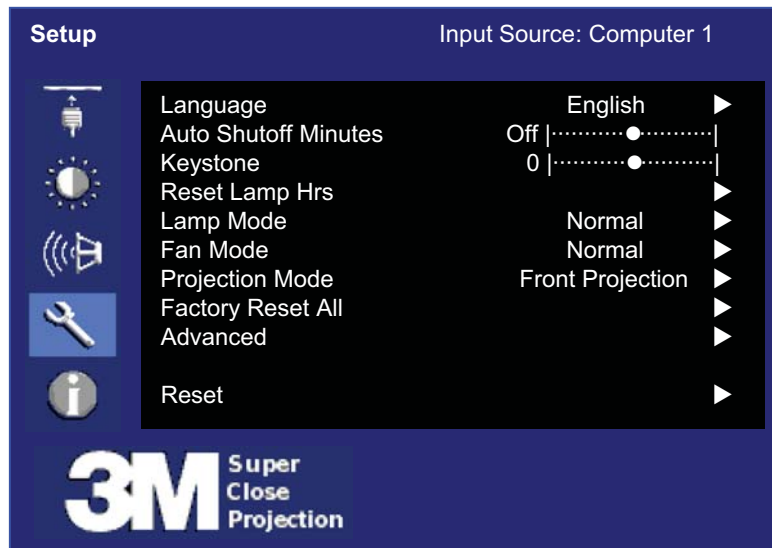 Setup Input Source: Computer 1
Language English
Auto Shutoff Minutes Off
Keystone 0
Reset Lamp Hrs
Lamp Mode Normal
Fan Mode Normal
Projection Mode Front Projection
Factory Reset All
Advanced
Reset
3M Super
Close
Projection